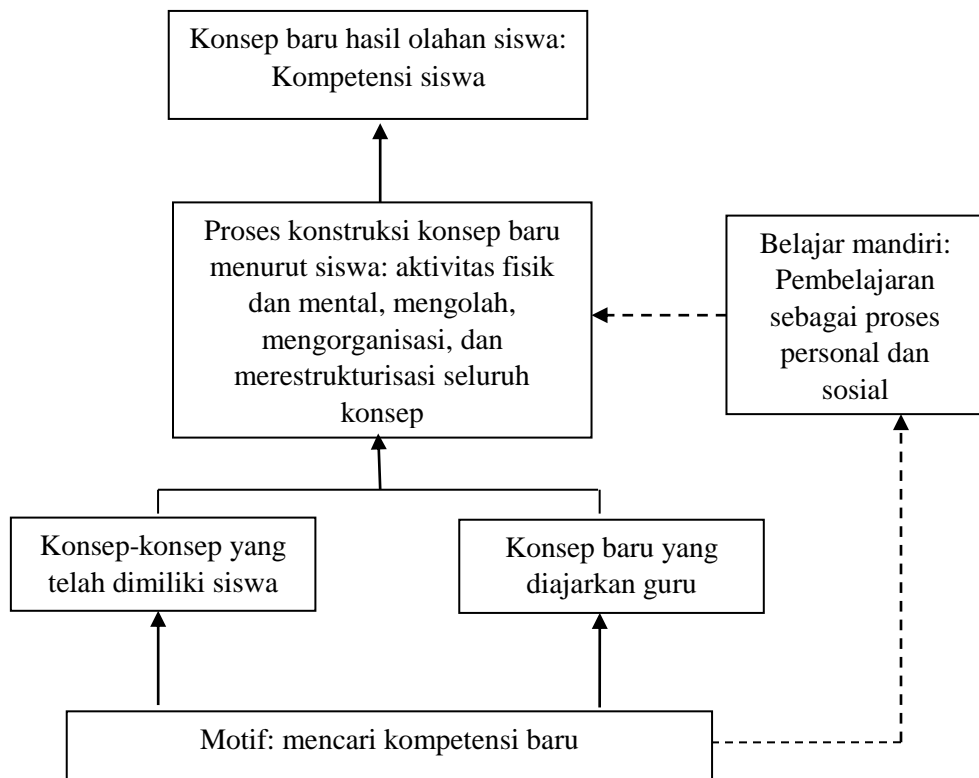 Konsep baru hasil olahan siswa:
Kompetensi siswa
Proses konstruksi konsep baru
menurut siswa: aktivitas fisik
dan mental, mengolah,
mengorganisasi, dan
merestrukturisasi seluruh
konsep
Belajar mandiri:
Pembelajaran
sebagai proses
personal dan
sosial
Konsep-konsep yang
telah dimiliki siswa
Konsep baru yang
diajarkan guru
Motif: mencari kompetensi baru